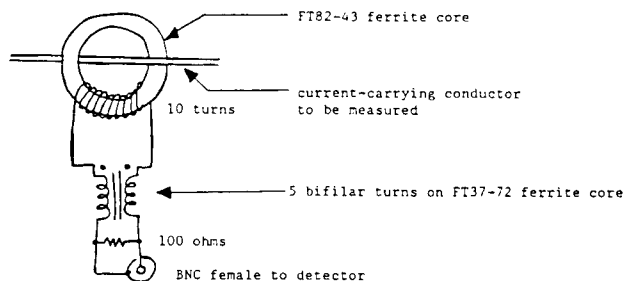 FT82-43 ferrite core
current-carrying conductor
to be measured
10 turns
5 bifilar turns on FT37-72 ferrite core
100 ohms
BNC female to detector